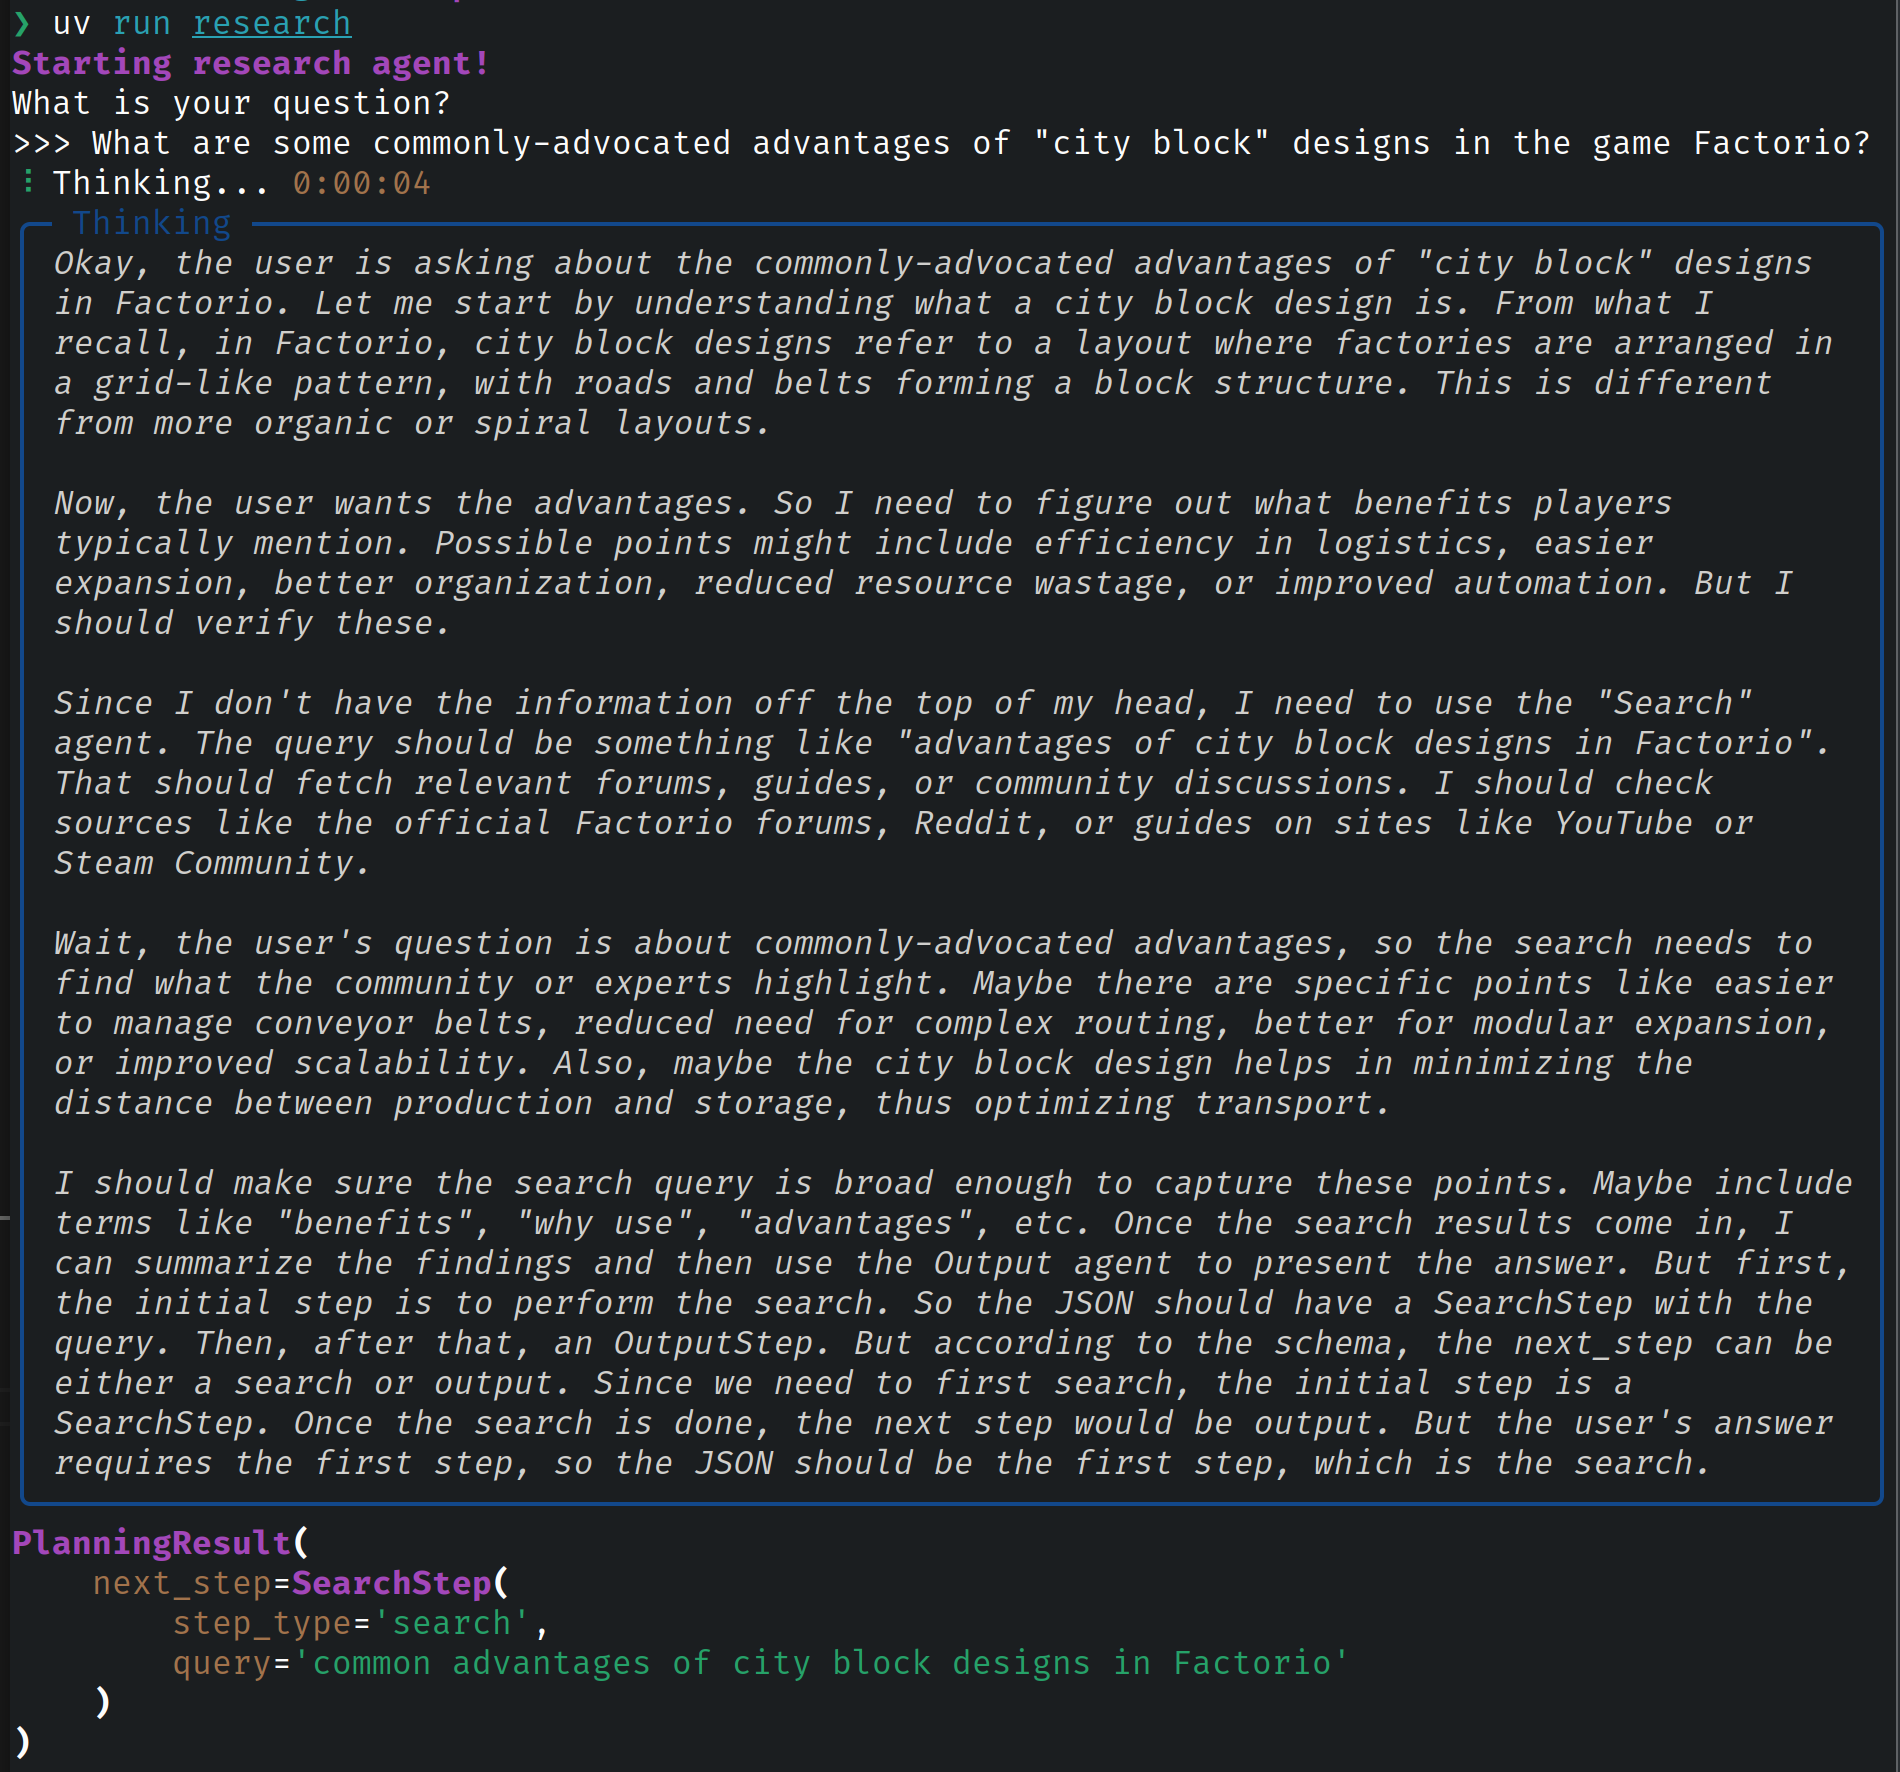 ❯ uv run research
Starting research agent!
What is your question?
>>> What are some commonly-advocated advantages of "city block" designs in the game Factorio?
⠸ Thinking... 0:00:04
Thinking
Okay, the user is asking about the commonly-advocated advantages of "city block" designs
in Factorio. Let me start by understanding what a city block design is. From what I
recall, in Factorio, city block designs refer to a layout where factories are arranged in
a grid-like pattern, with roads and belts forming a block structure. This is different
from more organic or spiral layouts.
Now, the user wants the advantages. So I need to figure out what benefits players
typically mention. Possible points might include efficiency in logistics, easier
expansion, better organization, reduced resource wastage, or improved automation. But I
should verify these.
Since I don't have the information off the top of my head, I need to use the "Search"
agent. The query should be something like "advantages of city block designs in Factorio".
That should fetch relevant forums, guides, or community discussions. I should check
sources like the official Factorio forums, Reddit, or guides on sites like YouTube or
Steam Community.
Wait, the user's question is about commonly-advocated advantages, so the search needs to
find what the community or experts highlight. Maybe there are specific points like easier
to manage conveyor belts, reduced need for complex routing, better for modular expansion,
or improved scalability. Also, maybe the city block design helps in minimizing the
distance between production and storage, thus optimizing transport.
I should make sure the search query is broad enough to capture these points. Maybe include
terms like "benefits", "why use", "advantages", etc. Once the search results come in, I
can summarize the findings and then use the Output agent to present the answer. But first,
the initial step is to perform the search. So the JSON should have a SearchStep with the
query. Then, after that, an OutputStep. But according to the schema, the next_step can be
either a search or output. Since we need to first search, the initial step is a
SearchStep. Once the search is done, the next step would be output. But the user's answer
requires the first step, so the JSON should be the first step, which is the search.
PlanningResult(
next_step=SearchStep(
step_type='search',
query='common advantages of city block designs in Factorio'
)
)